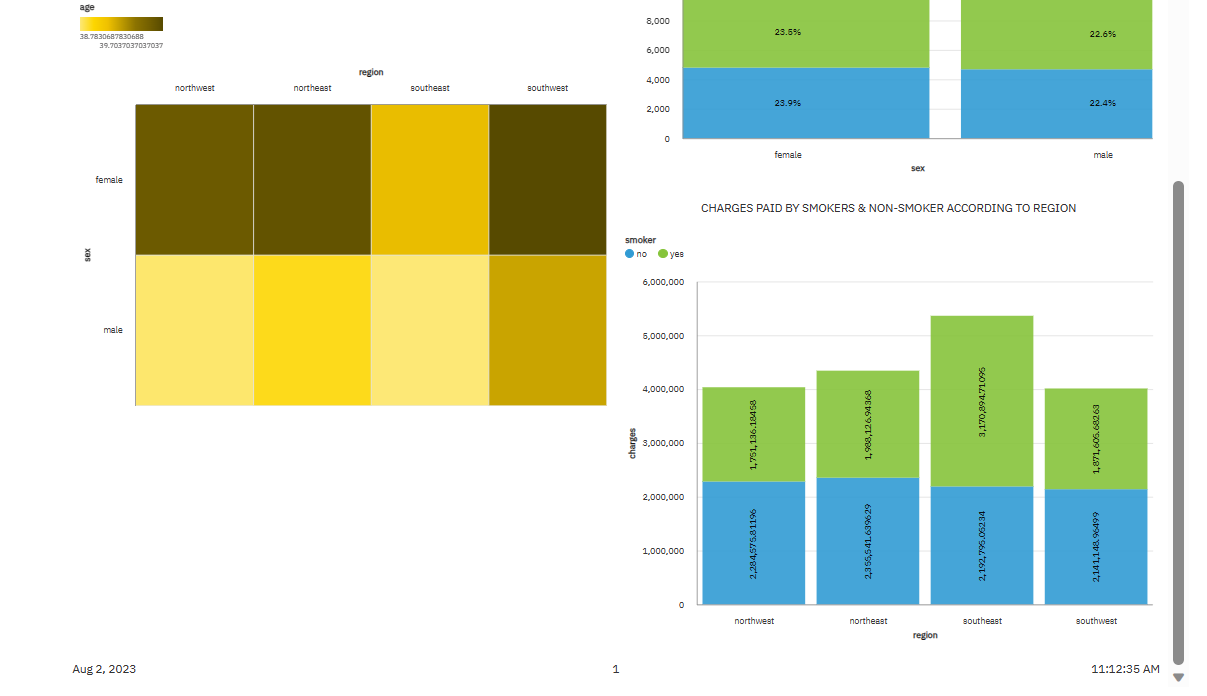 age
38.7830687830688
39.7037037037037
region
northwest
northeast
southeast
southwest
sex
female
male
8,000
6,000
4,000
2,000
0
23.5%
22.6%
23.9%
22.4%
female
male
sex
CHARGES PAID BY SMOKERS & NON-SMOKER ACCORDING TO REGION
smoker
no
yes
6,000,000
5,000,000
4,000,000
3,000,000
2,000,000
1,000,000
0
charges
1,751,136.18458
1,988,126.94368
3,170,894.71095
1,871,605.68263
2,284,575.81196
2,355,541.639629
2,192,795.05234
2,141,148.96499
northwest
northeast
southeast
southwest
region
Aug 2, 2023
1
11:12:35 AM